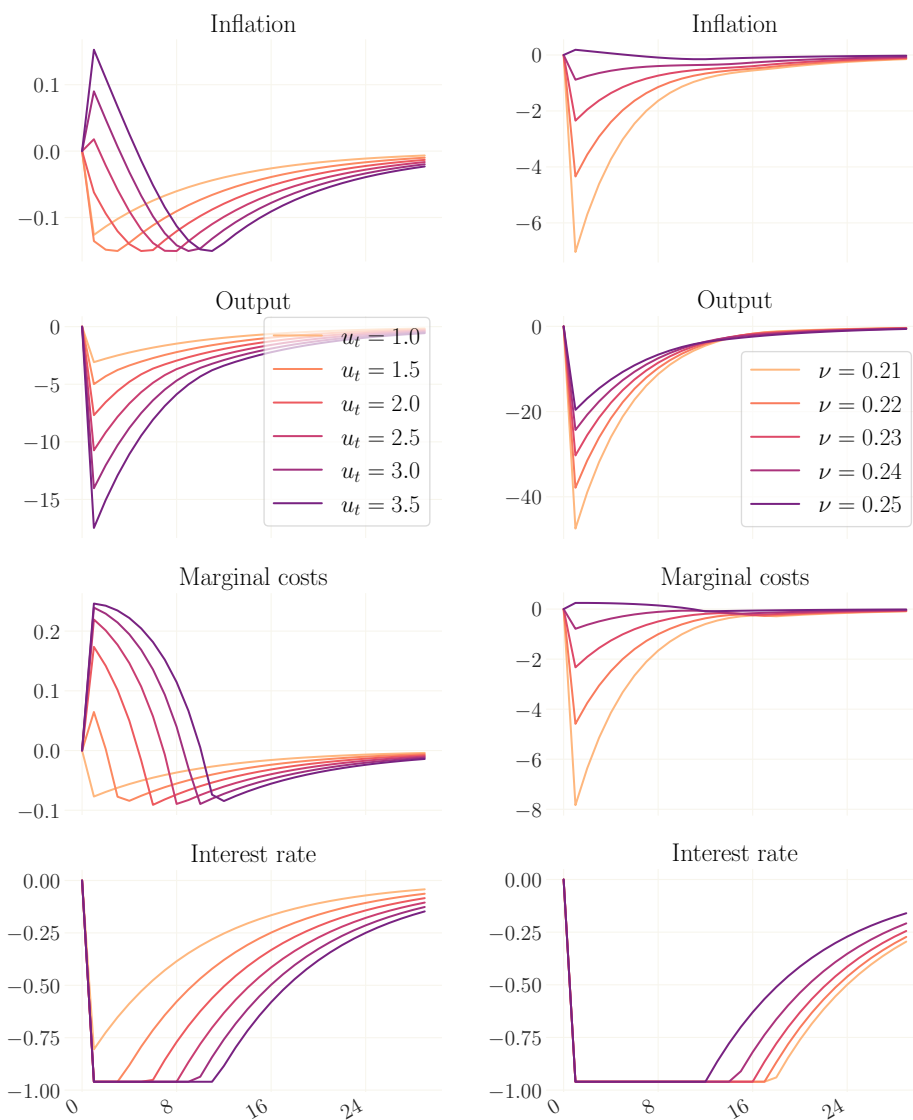 Inflation
0.1
0.0
−0.1
Inflation
0
−2
−4
−6
Output
0
−5
−10
−15
u_t = 1.0
u_t = 1.5
u_t = 2.0
u_t = 2.5
u_t = 3.0
u_t = 3.5
Output
0
−20
−40
ν = 0.21
ν = 0.22
ν = 0.23
ν = 0.24
ν = 0.25
Marginal costs
0.2
0.1
0.0
−0.1
Marginal costs
0
−2
−4
−6
−8
Interest rate
0.00
−0.25
−0.50
−0.75
−1.00
0
8
16
24
Interest rate
0.00
−0.25
−0.50
−0.75
−1.00
0
8
16
24